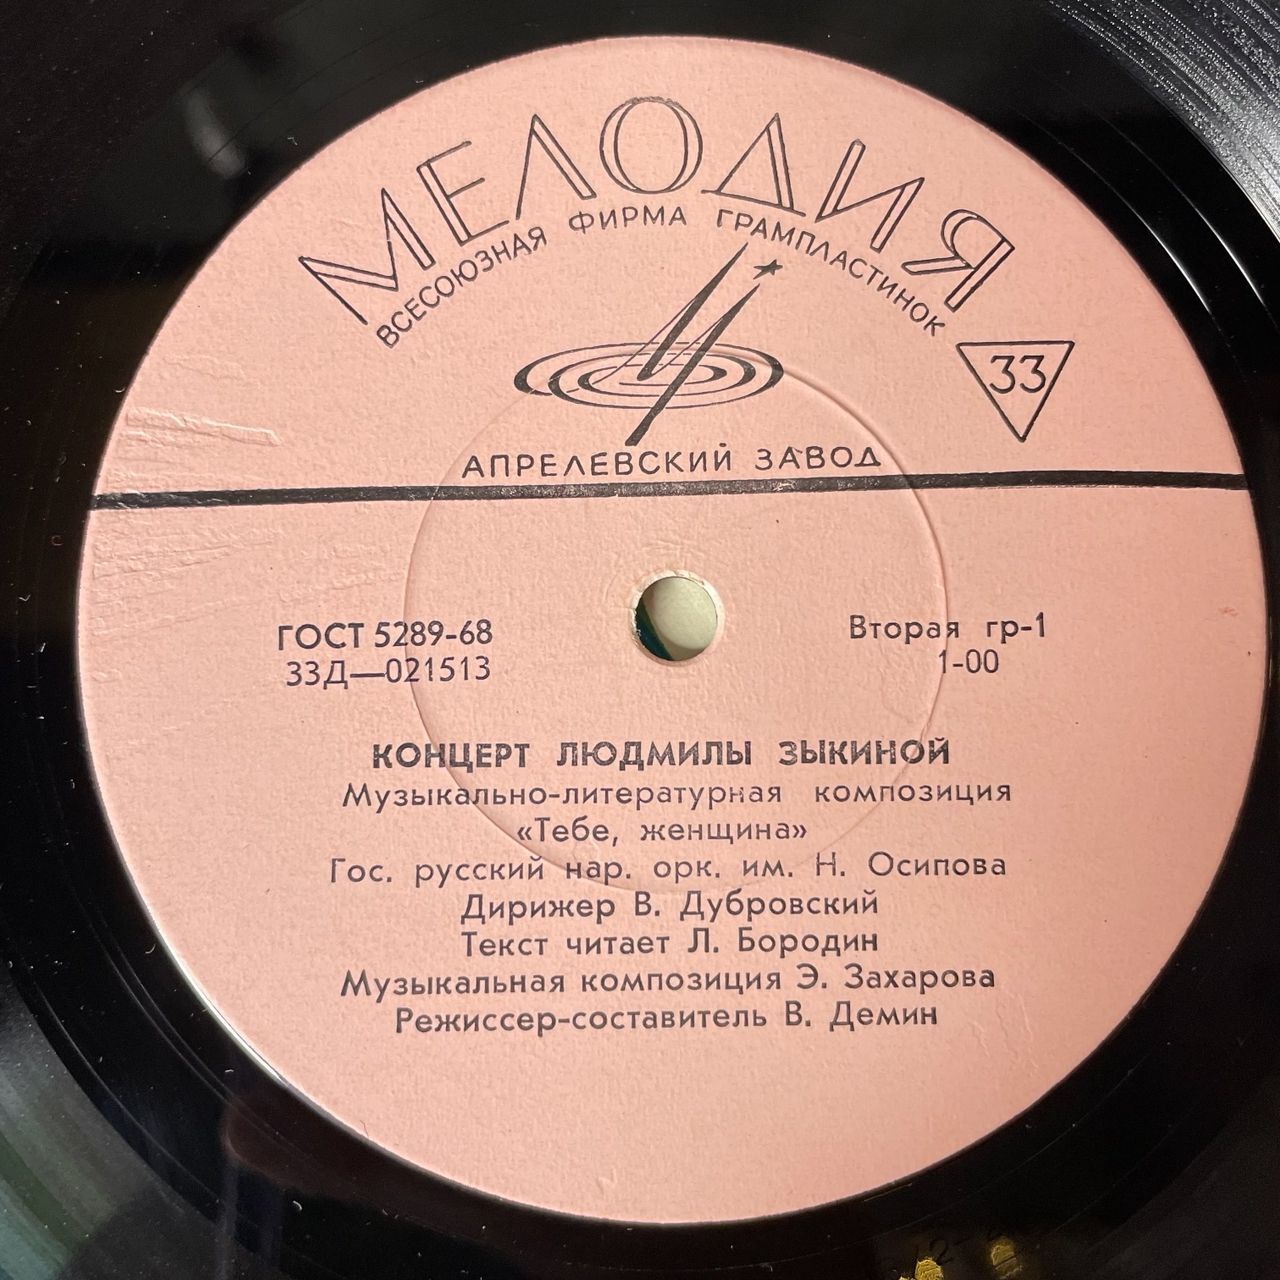 МЕЛОДИЯ
ВСЕСОЮЗНАЯ ФИРМА ГРАМПЛАСТИНОК
33
АПРЕЛЕВСКИЙ ЗАВОД
ГОСТ 5289-68
33Д—021513
Вторая гр-1
1-00
КОНЦЕРТ ЛЮДМИЛЫ ЗЫКИНОЙ
Музыкально-литературная композиция
«Тебе, женщина»
Гос. русский нар. орк. им. Н. Осипова
Дирижер В. Дубровский
Текст читает Л. Бородин
Музыкальная композиция Э. Захарова
Режиссер-составитель В. Демин